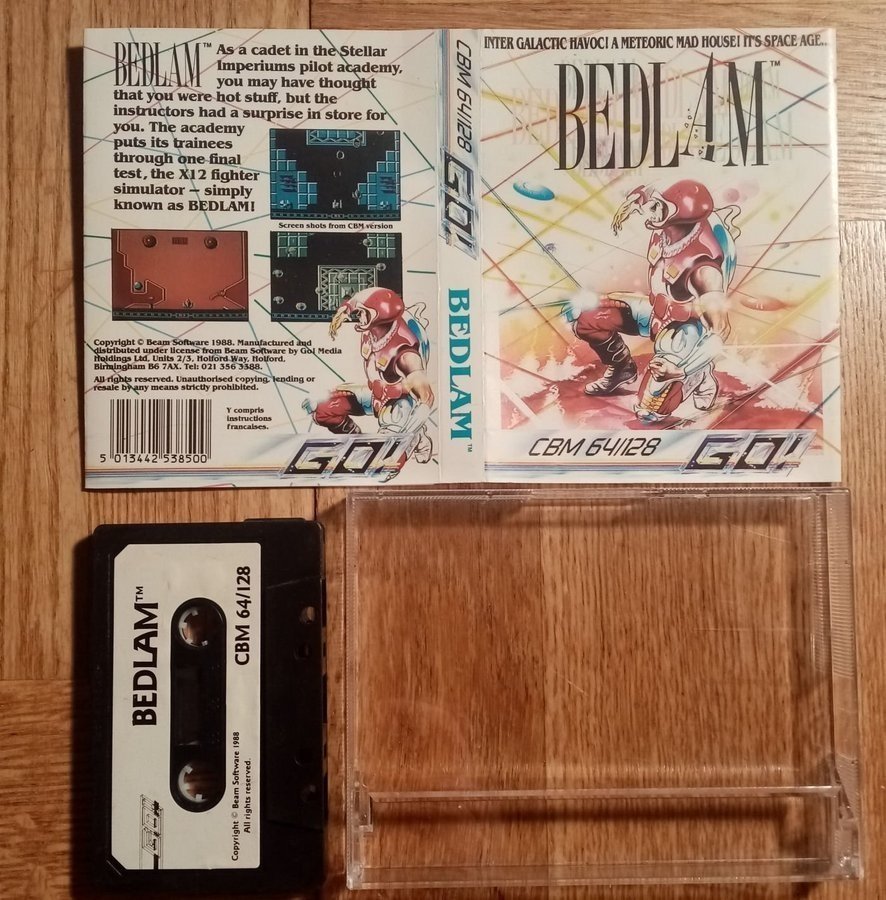 BEDLAM™ As a cadet in the Stellar
Imperiums pilot academy,
you may have thought
that you were hot stuff, but the
instructors had a surprise in store for
you. The academy
puts its trainees
through one final
test, the X12 fighter
simulator – simply
known as BEDLAM!
Screen shots from CBM version
Copyright © Beam Software 1988. Manufactured and
distributed under license from Beam Software by Go! Media
Holdings Ltd, Units 2/3, Holford Way, Holford,
Birmingham B6 7AX. Tel: 021 356 3388.
All rights reserved. Unauthorised copying, lending or
resale by any means strictly prohibited.
Y compris
instructions
francaises.
5 013442 538500
GO!
CBM 64/128
GO!
BEDLAM™
INTER GALACTIC HAVOC! A METEORIC MAD HOUSE! IT'S SPACE AGE...
BEDLAM™
CBM 64/128
GO!
BEDLAM™
CBM 64/128
GO!
Copyright © Beam Software 1988
All rights reserved.